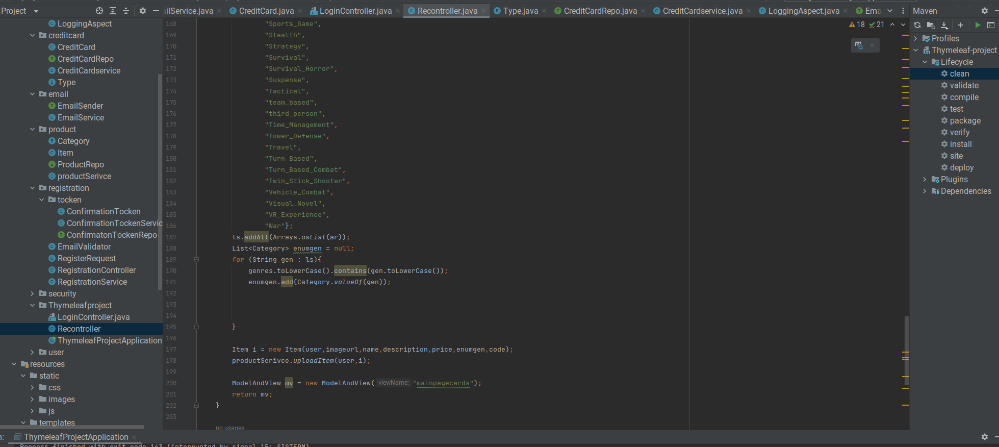 Project
ailService.java
CreditCard.java
LoginController.java
Recontroller.java
Type.java
CreditCardRepo.java
CreditCardservice.java
LoggingAspect.java
Ema
Maven
LoggingAspect
creditcard
CreditCard
CreditCardRepo
CreditCardservice
Type
email
EmailSender
EmailService
product
Category
Item
ProductRepo
productSerivce
registration
tocken
ConfirmationTocken
ConfirmationTockenServic
ConfirmatonTockenRepo
EmailValidator
RegisterRequest
RegistrationController
RegistrationService
security
Thymeleafproject
LoginController.java
Recontroller
ThymeleafProjectApplication
user
resources
static
css
images
js
templates
168 "Sports_Game",
169 "Stealth",
170 "Strategy",
171 "Survival",
172 "Survival_Horror",
173 "Suspense",
174 "Tactical",
175 "team_based",
176 "third_person",
177 "Time_Management",
178 "Tower_Defense",
179 "Travel",
180 "Turn_Based",
181 "Turn_Based_Combat",
182 "Twin_Stick_Shooter",
183 "Vehicle_Combat",
184 "Visual_Novel",
185 "VR_Experience",
186 "War"};
187 ls.addAll(Arrays.asList(ar));
188 List<Category> enumgen = null;
189 for (String gen : ls){
190 genres.toLowerCase().contains(gen.toLowerCase());
191 enumgen.add(Category.valueOf(gen));
192
193
194
195 }
196
197 Item i = new Item(user,imageurl,name,description,price,enumgen,code);
198 productSerivce.uploadItem(user,i);
199
200 ModelAndView mv = new ModelAndView( viewName: "mainpagecards");
201 return mv;
202 }
203
no usages
18 21
Profiles
Thymeleaf-project
Lifecycle
clean
validate
compile
test
package
verify
install
site
deploy
Plugins
Dependencies
n: ThymeleafProjectApplication
Process finished with exit code 143 (interrupted by signal 15: SIGTERM)